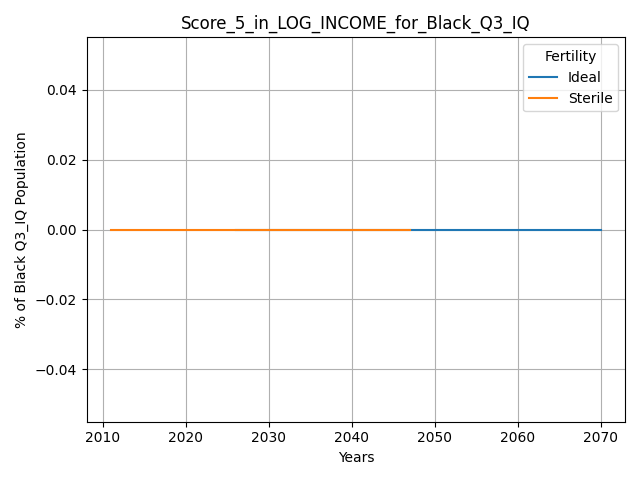 Score_5_in_LOG_INCOME_for_Black_Q3_IQ
Fertility
Ideal
Sterile
% of Black Q3_IQ Population
0.04
0.02
0.00
−0.02
−0.04
2010 2020 2030 2040 2050 2060 2070
Years